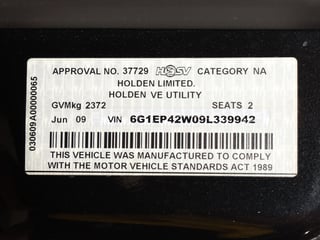 APPROVAL NO. 37729 HSV CATEGORY NA
HOLDEN LIMITED.
HOLDEN VE UTILITY
GVMkg 2372 SEATS 2
Jun 09 VIN 6G1EP42W09L339942
THIS VEHICLE WAS MANUFACTURED TO COMPLY
WITH THE MOTOR VEHICLE STANDARDS ACT 1989
030609A00000065